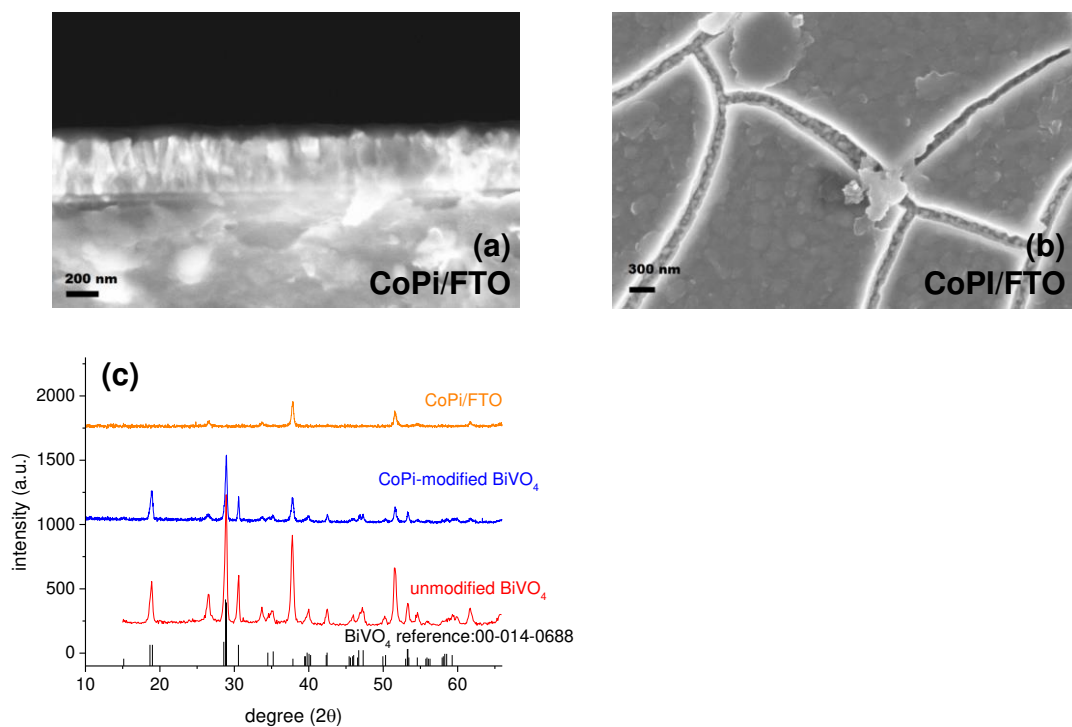 200 nm
(a)
CoPi/FTO
300 nm
(b)
CoPI/FTO
(c)
2000
1500
1000
500
0
intensity (a.u.)
CoPi/FTO
CoPi-modified BiVO₄
unmodified BiVO₄
BiVO₄ reference:00-014-0688
10 20 30 40 50 60
degree (2θ)